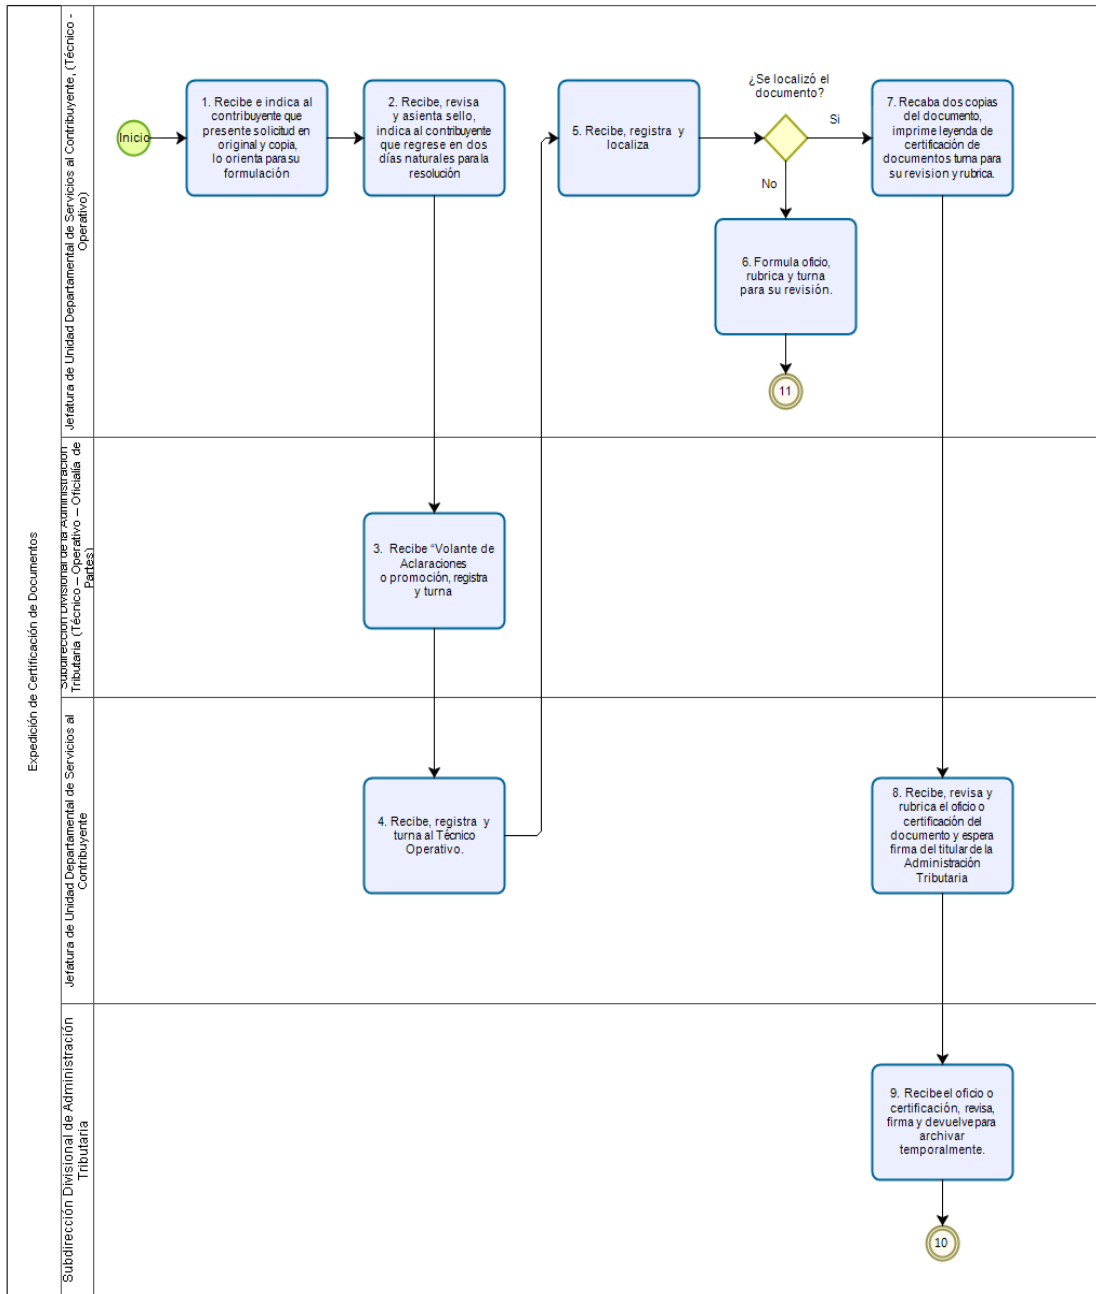 Expedición de Certificación de Documentos
Jefatura de Unidad Departamental de Servicios al Contribuyente, (Técnico -
Operativo)
Inicio
1. Recibe e indica al
contribuyente que
presente solicitud en
original y copia,
lo orienta para su
formulación
2. Recibe, revisa
y asienta sello,
indica al contribuyente
que regrese en dos
días naturales para la
resolución
5. Recibe, registra y
localiza
¿Se localizó el
documento?
Si
No
6. Formula oficio,
rubrica y turna
para su revisión.
11
7. Recaba dos copias
del documento,
imprime leyenda de
certificación de
documentos turna para
su revision y rubrica.
Subdirección Divisional de la Administración
Tributaria (Técnico – Operativo – Oficialía de
Partes)
3. Recibe “Volante de
Aclaraciones
o promoción, registra
y turna
Jefatura de Unidad Departamental de Servicios al
Contribuyente
4. Recibe, registra y
turna al Técnico
Operativo.
8. Recibe, revisa y
rubrica el oficio o
certificación del
documento y espera
firma del titular de la
Administración
Tributaria
Subdirección Divisional de Administración
Tributaria
9. Recibe el oficio o
certificación, revisa,
firma y devuelve para
archivar
temporalmente.
10